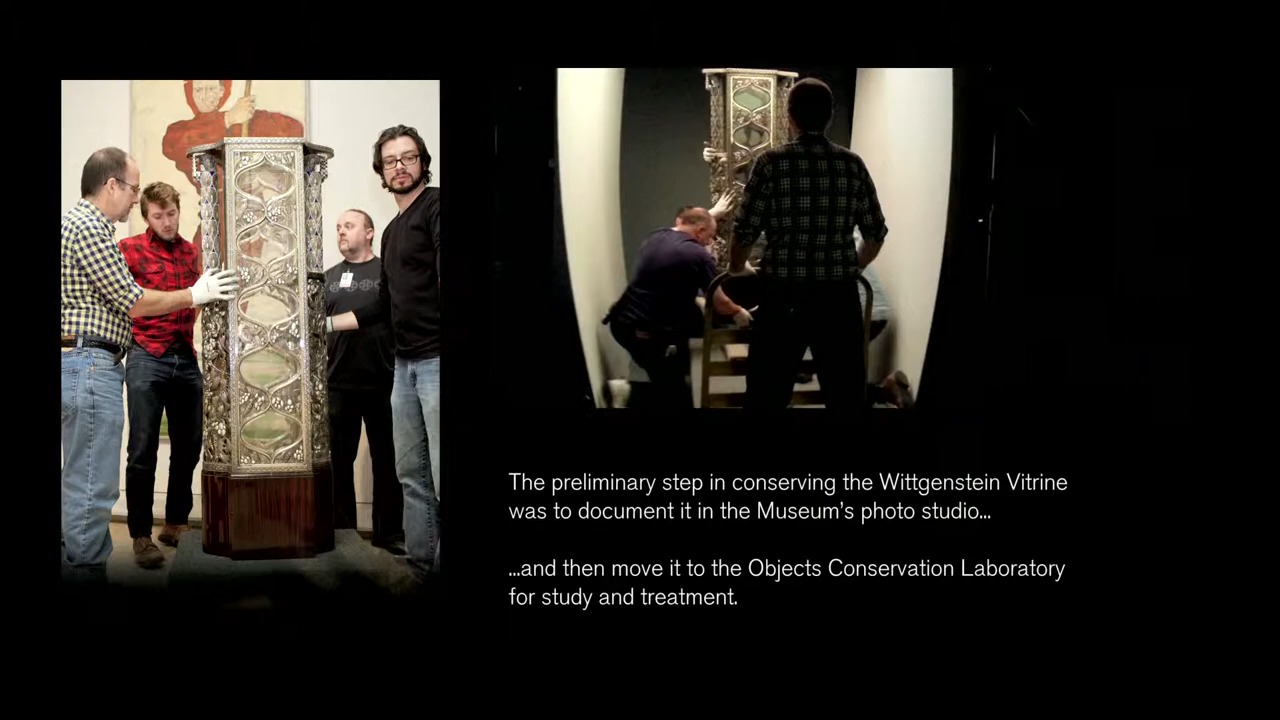 The preliminary step in conserving the Wittgenstein Vitrine
was to document it in the Museum’s photo studio...
...and then move it to the Objects Conservation Laboratory
for study and treatment.